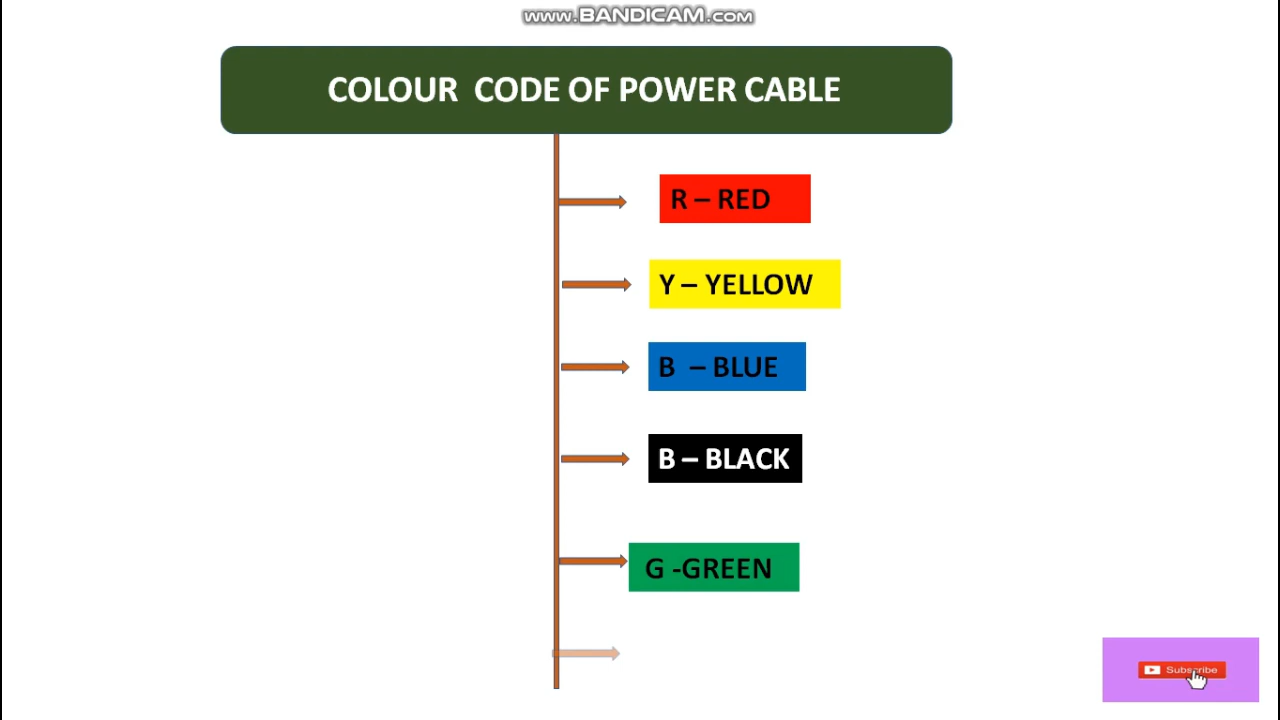 www.BANDICAM.com
COLOUR CODE OF POWER CABLE
R – RED
Y – YELLOW
B – BLUE
B – BLACK
G -GREEN
Subscribe